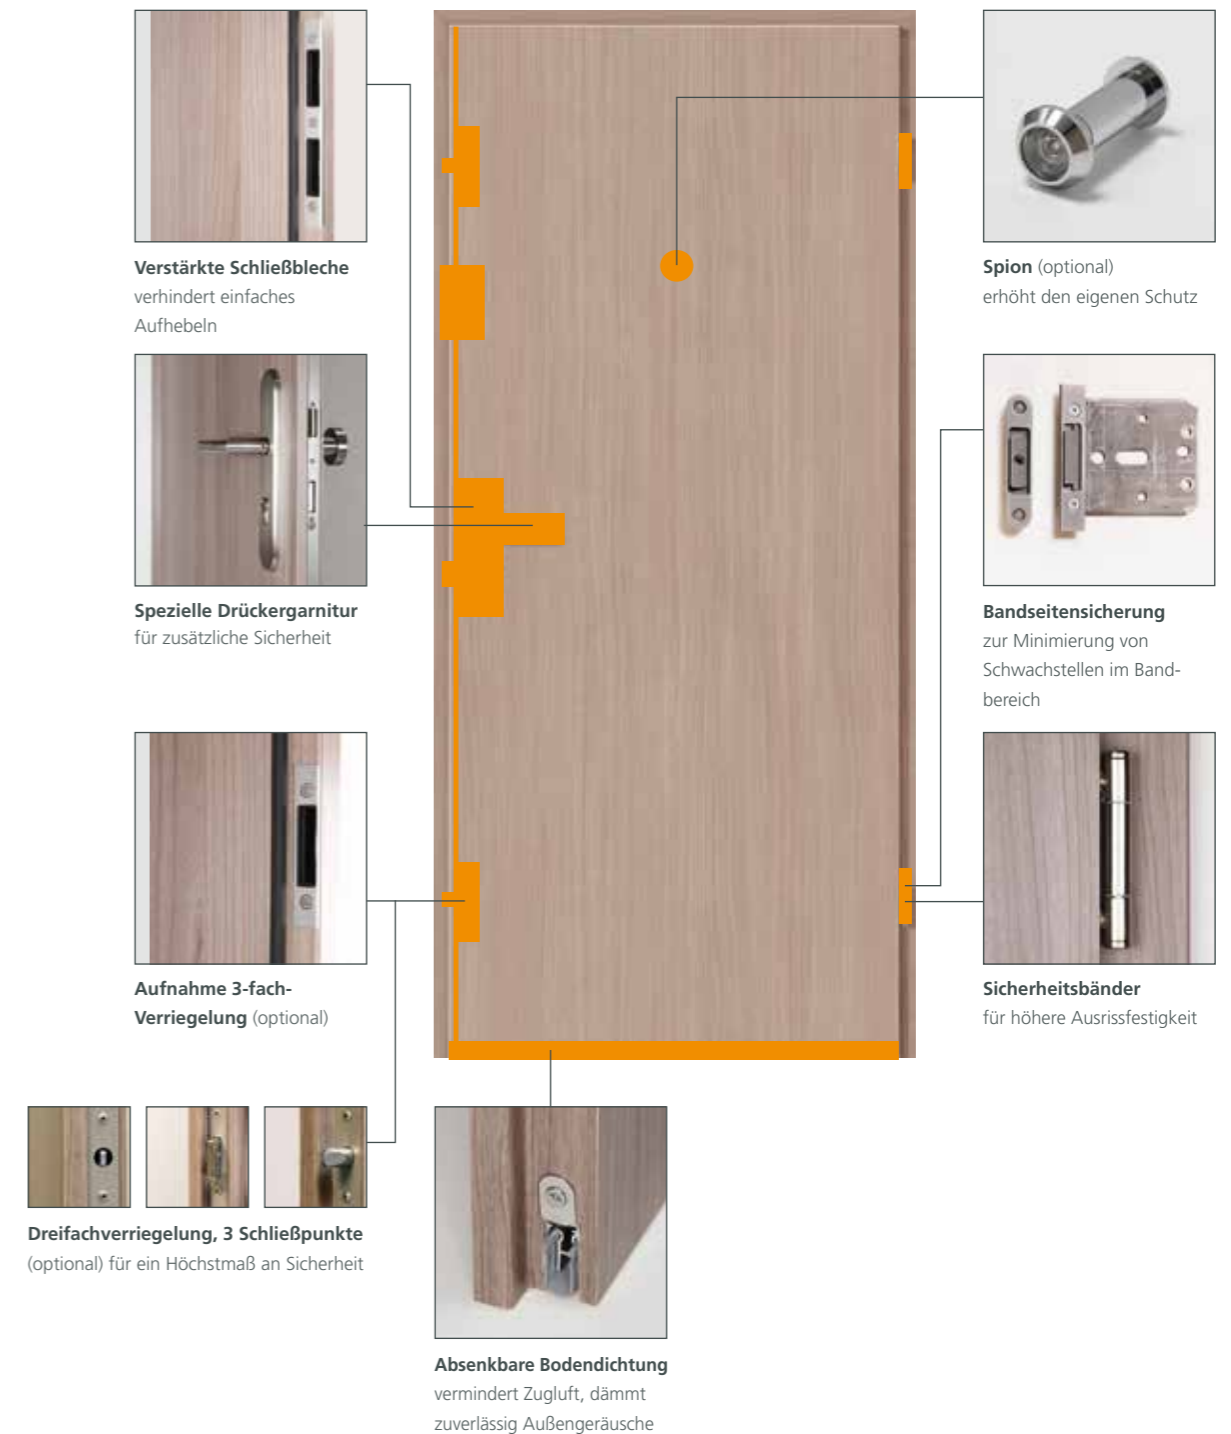 Verstärkte Schließbleche
verhindert einfaches
Aufhebeln
Spezielle Drückergarnitur
für zusätzliche Sicherheit
Aufnahme 3-fach-
Verriegelung (optional)
Dreifachverriegelung, 3 Schließpunkte
(optional) für ein Höchstmaß an Sicherheit
Absenkbare Bodendichtung
vermindert Zugluft, dämmt
zuverlässig Außengeräusche
Spion (optional)
erhöht den eigenen Schutz
Bandseitensicherung
zur Minimierung von
Schwachstellen im Band-
bereich
Sicherheitsbänder
für höhere Ausrissfestigkeit